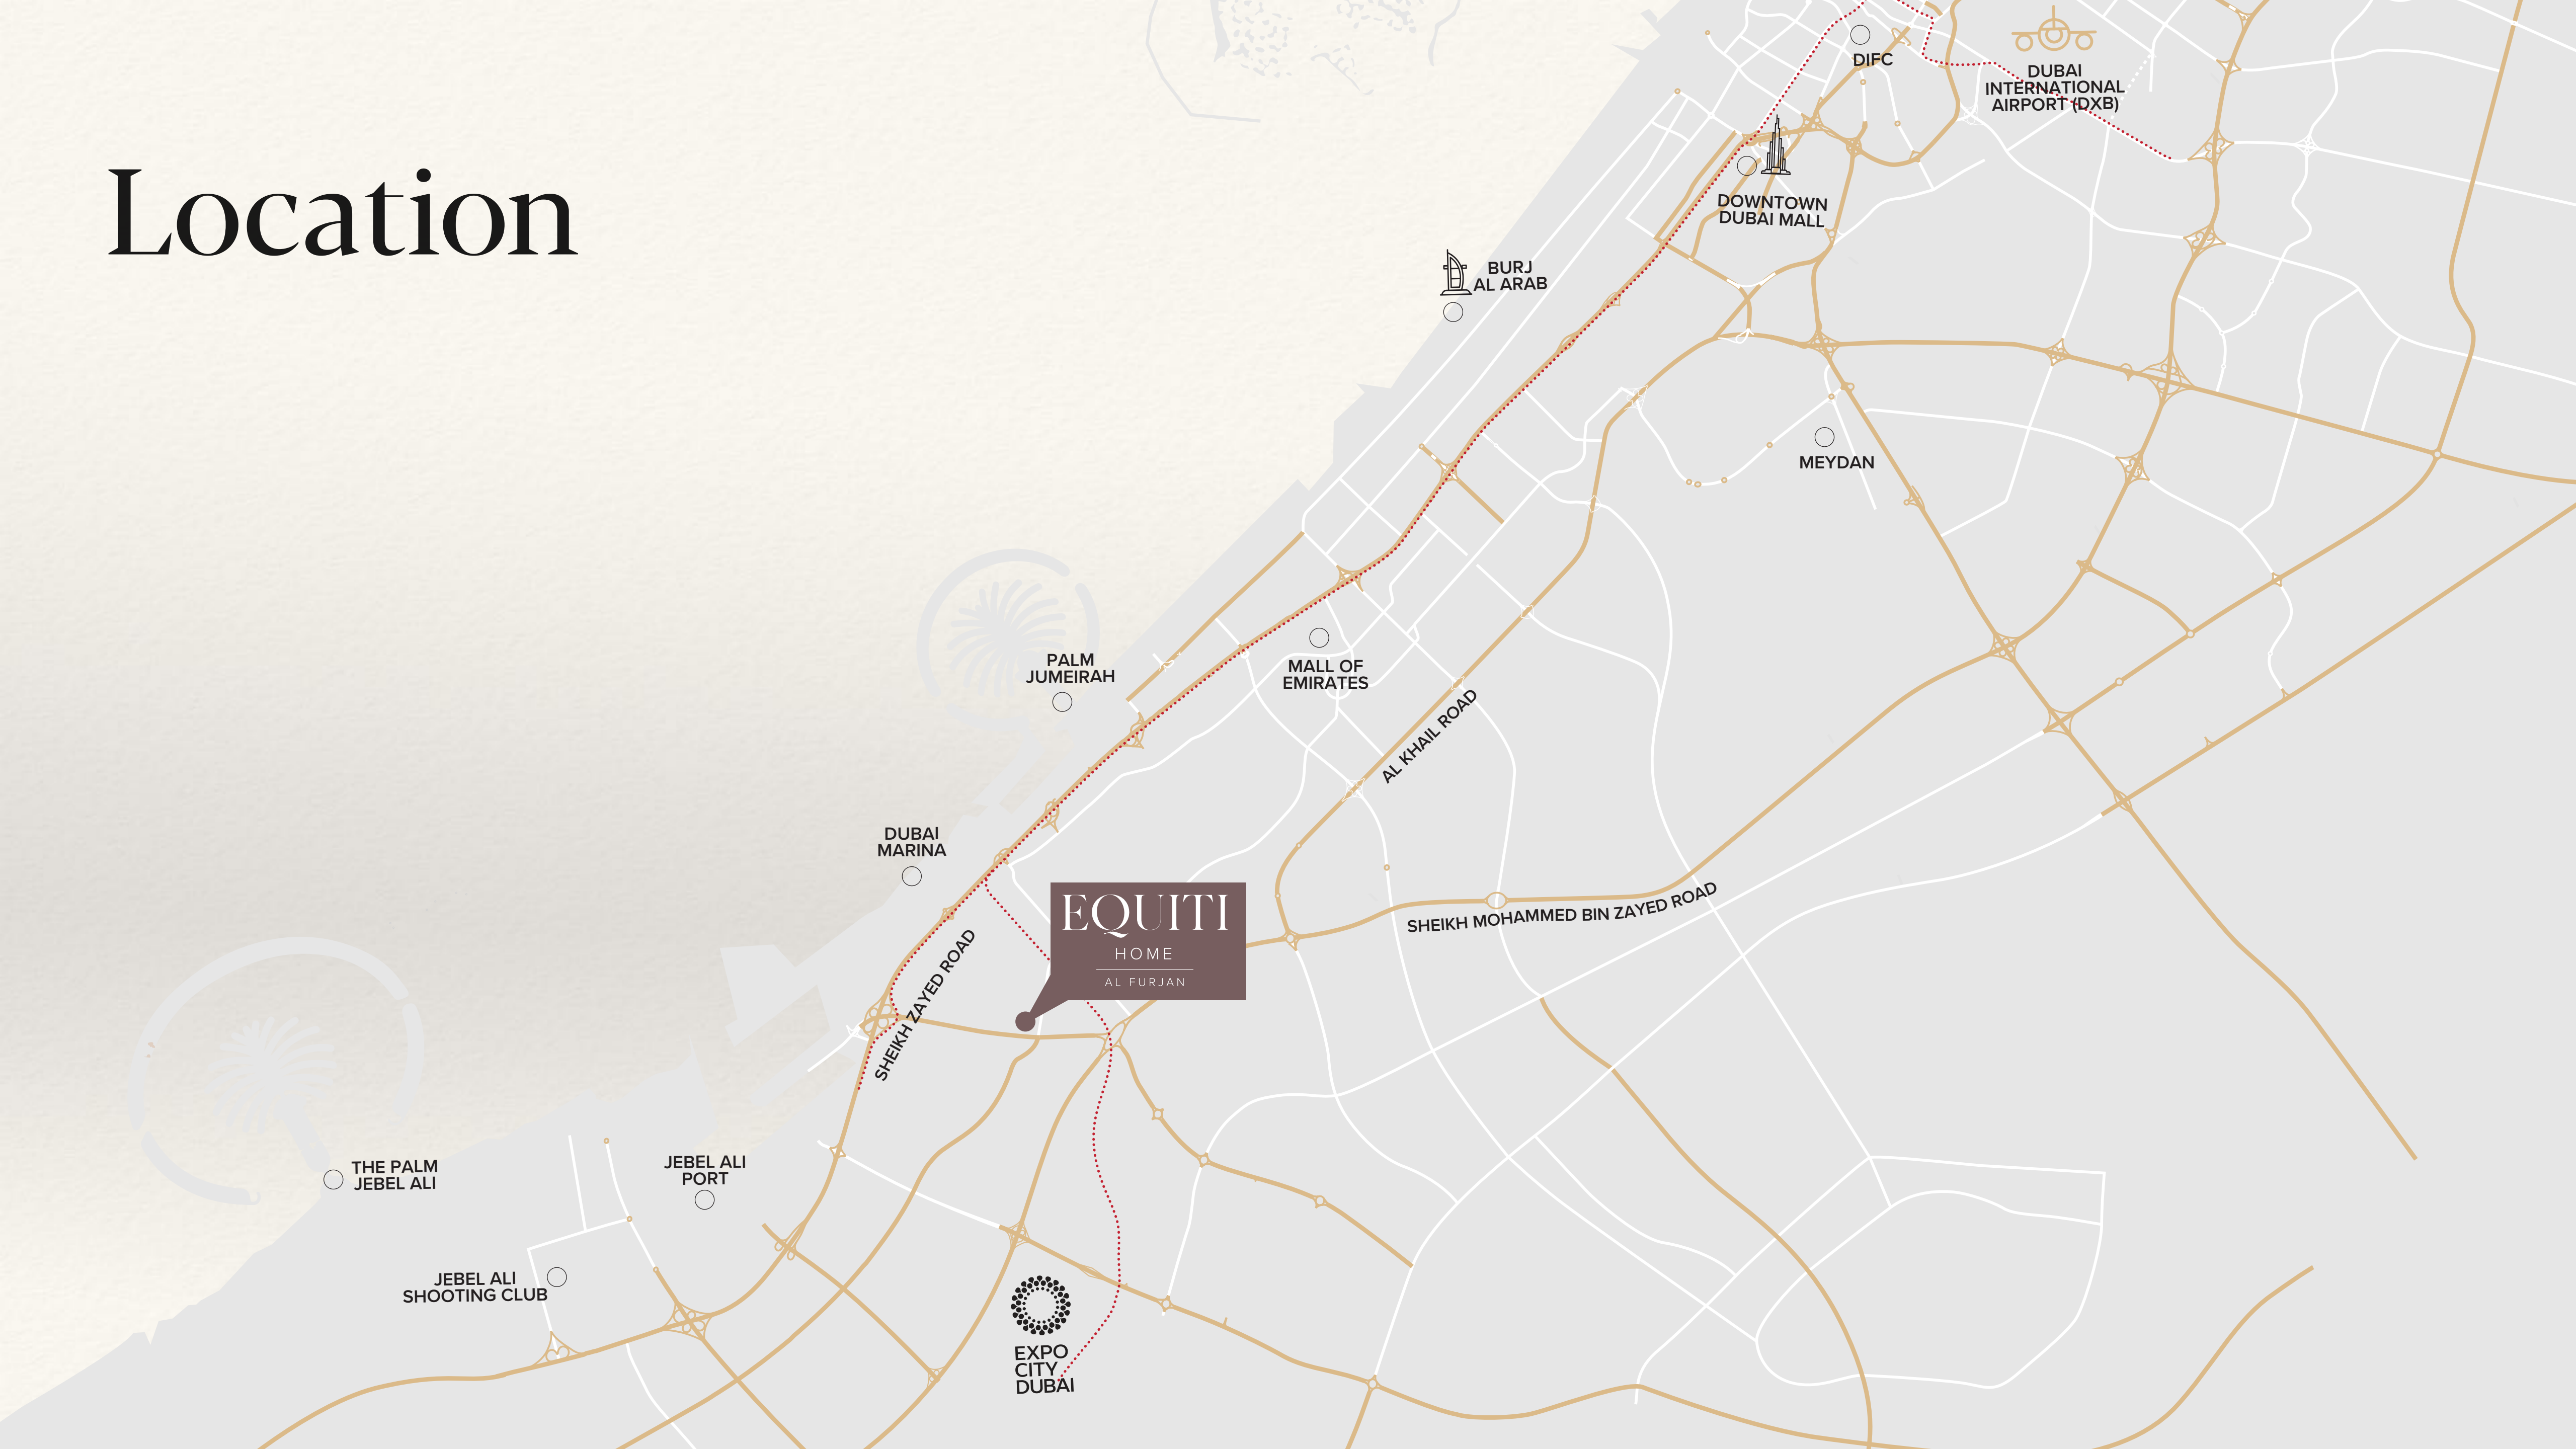 Location
DIFC
DUBAI
INTERNATIONAL
AIRPORT (DXB)
DOWNTOWN
DUBAI MALL
BURJ
AL ARAB
MEYDAN
PALM
JUMEIRAH
MALL OF
EMIRATES
AL KHAIL ROAD
DUBAI
MARINA
EQUITI
HOME
AL FURJAN
SHEIKH MOHAMMED BIN ZAYED ROAD
SHEIKH ZAYED ROAD
THE PALM
JEBEL ALI
JEBEL ALI
PORT
JEBEL ALI
SHOOTING CLUB
EXPO
CITY
DUBAI